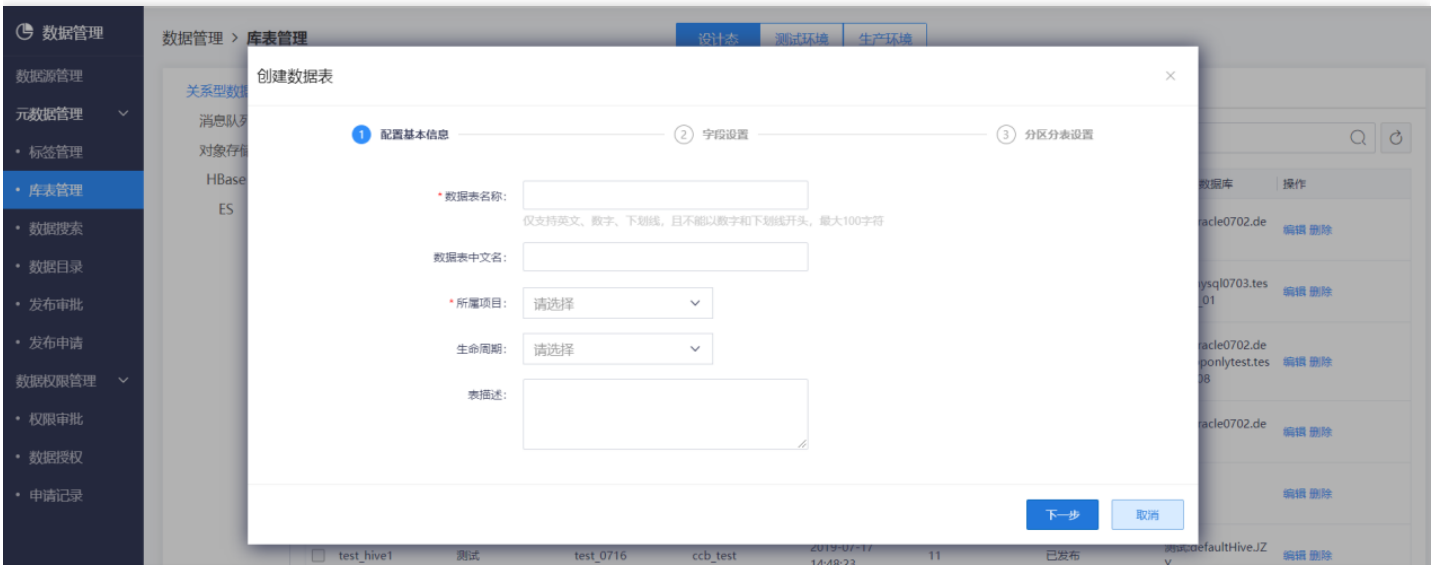 数据管理
数据管理 > 库表管理
设计态 测试环境 生产环境
数据源管理
元数据管理
• 标签管理
• 库表管理
• 数据搜索
• 数据目录
• 发布审批
• 发布申请
数据权限管理
• 权限审批
• 数据授权
• 申请记录
关系型数据
消息队列
对象存储
HBase
ES
创建数据表
1 配置基本信息 2 字段设置 3 分区分表设置
* 数据表名称:
仅支持英文、数字、下划线，且不能以数字和下划线开头，最大100字符
数据表中文名:
* 所属项目: 请选择
生命周期: 请选择
表描述:
下一步 取消
数据库 操作
racle0702.de 编辑 删除
ysql0703.tes
_01 编辑 删除
racle0702.de
ponlytest.tes 编辑 删除
08
racle0702.de 编辑 删除
编辑 删除
test_hive1 测试 test_0716 ccb_test 2019-07-17 14:48:23 11 已发布 测试.defaultHive.JZ 编辑 删除